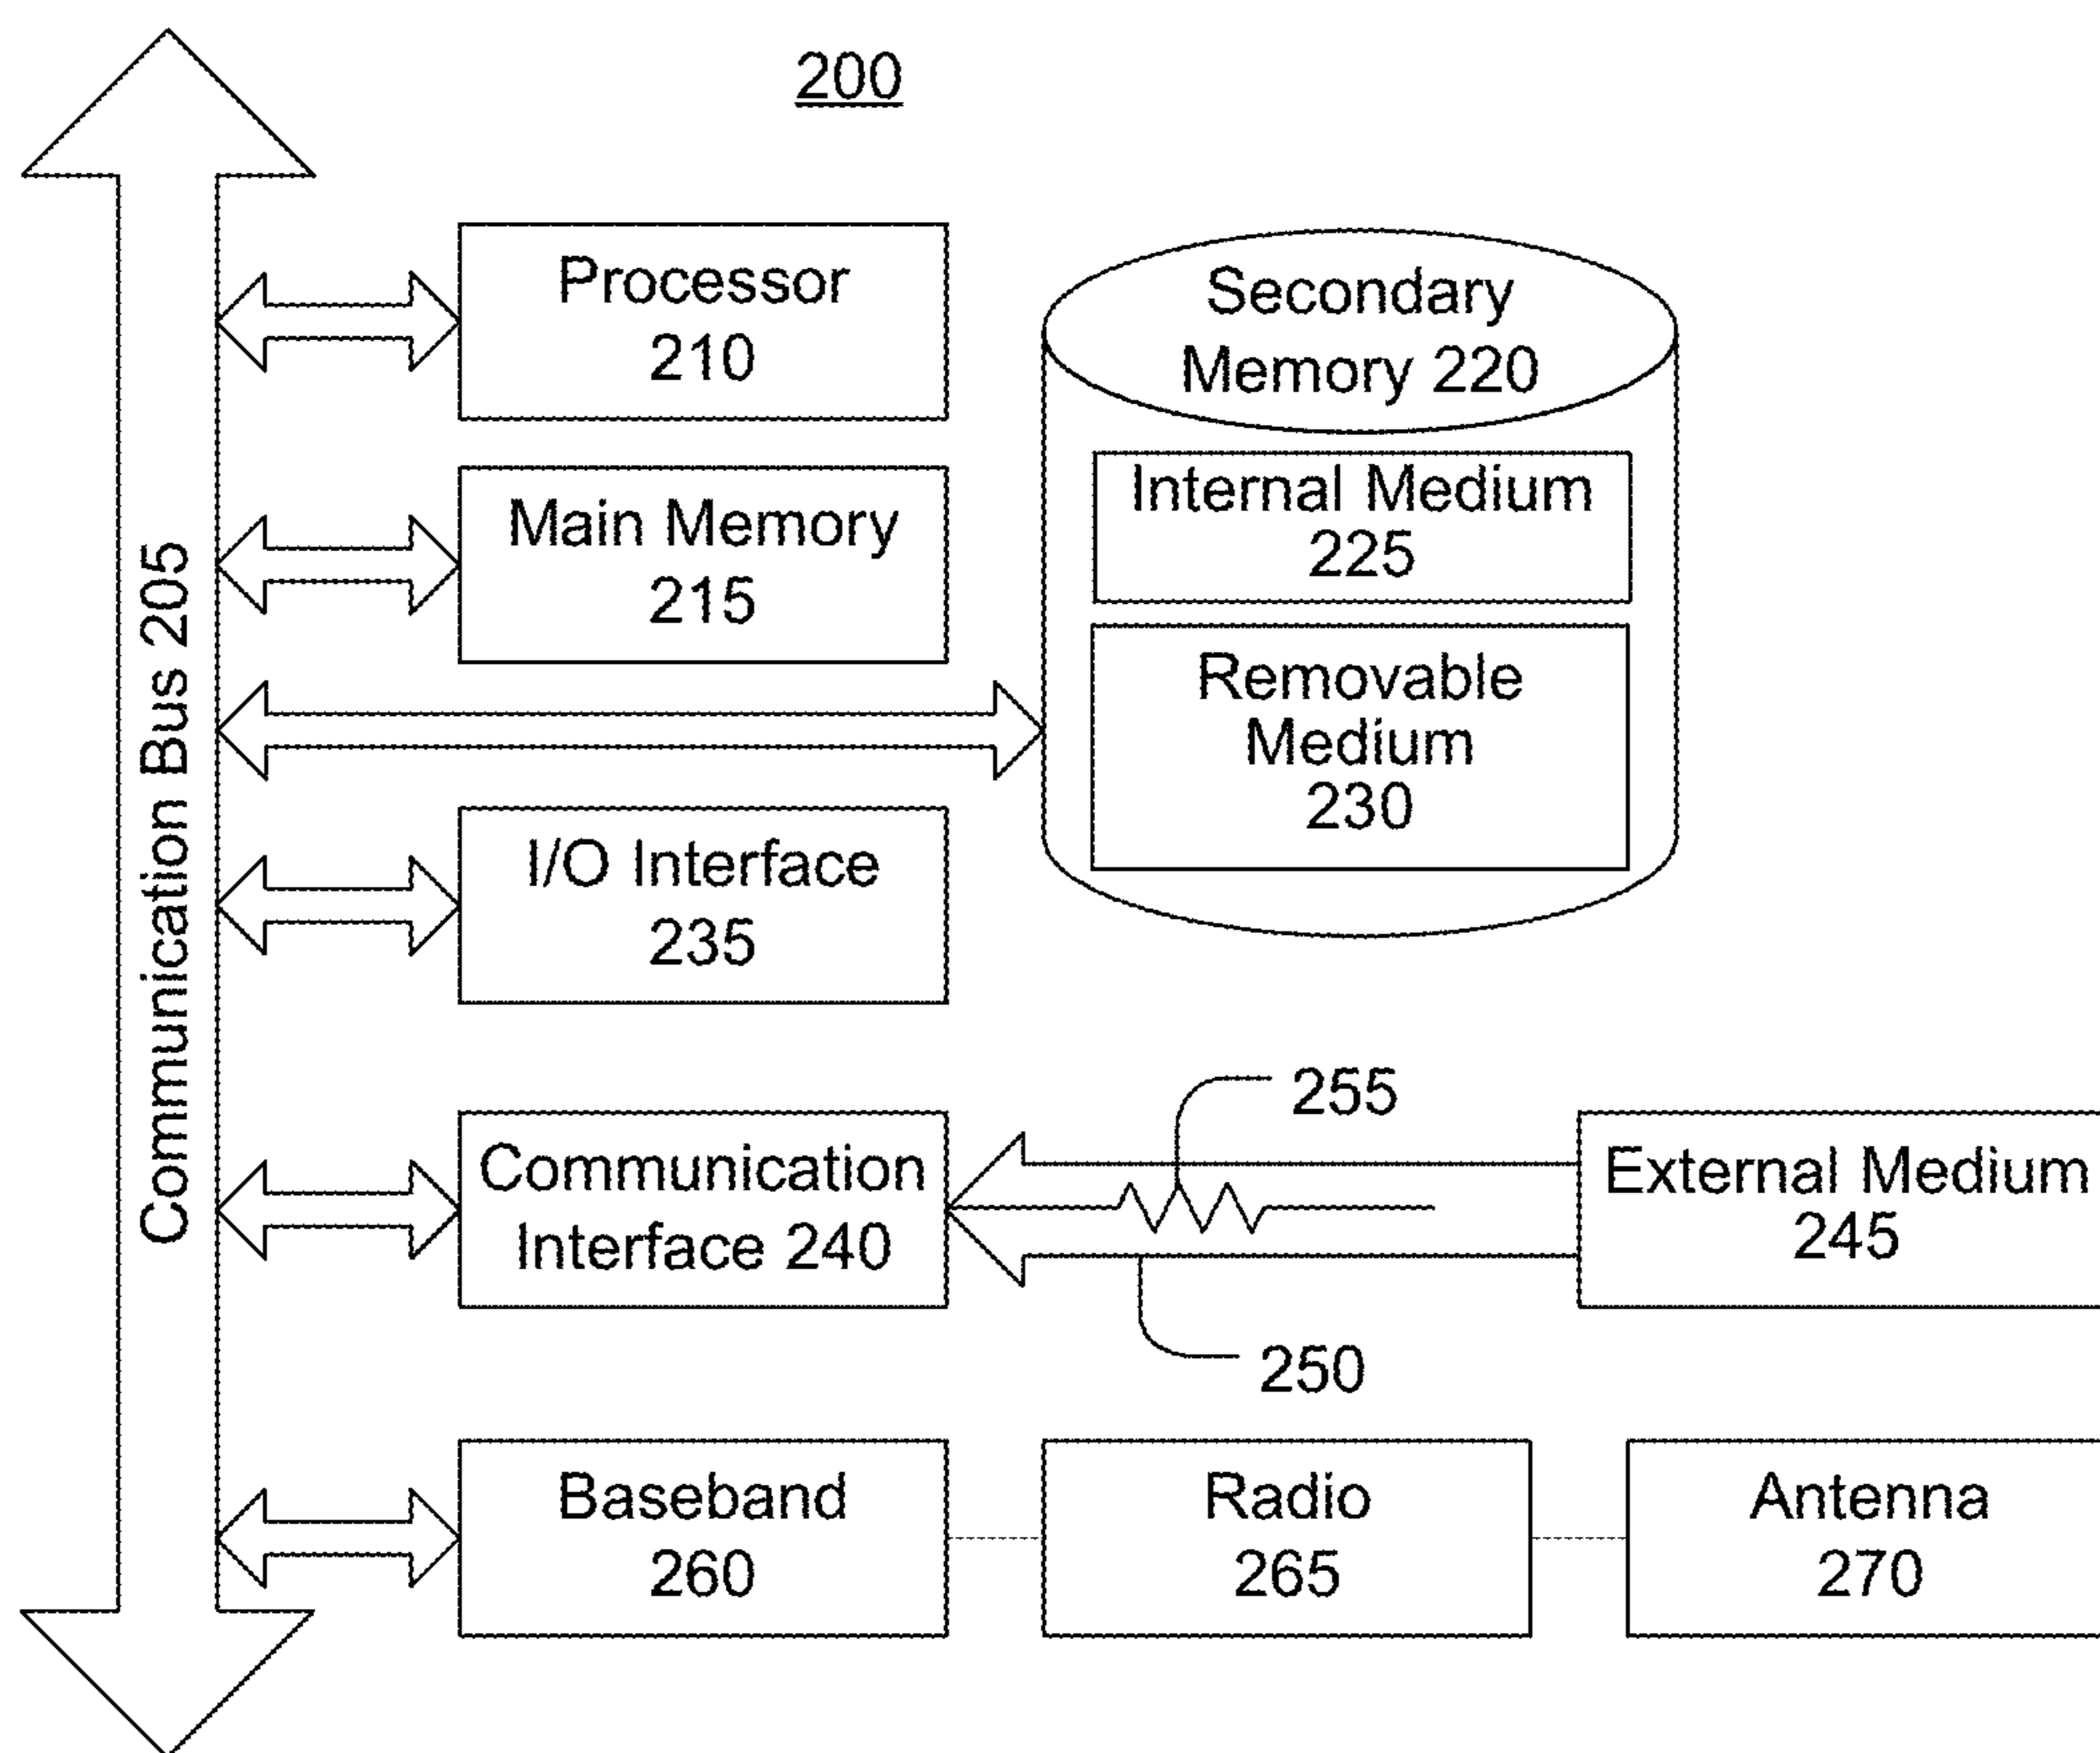 200
Communication Bus 205
Processor
210
Secondary
Memory 220
Main Memory
215
Internal Medium
225
Removable
Medium
230
I/O Interface
235
255
Communication
Interface 240
External Medium
245
250
Baseband
260
Radio
265
Antenna
270